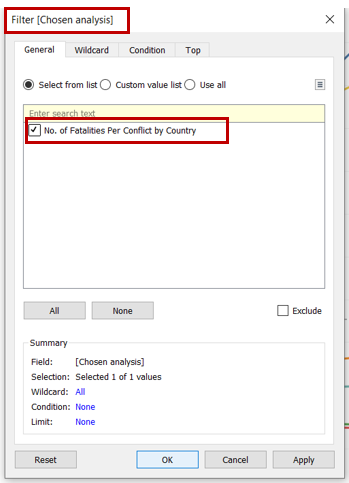 Filter [Chosen analysis]
General Wildcard Condition Top
Select from list Custom value list Use all
Enter search text
No. of Fatalities Per Conflict by Country
All None Exclude
Summary
Field: [Chosen analysis]
Selection: Selected 1 of 1 values
Wildcard: All
Condition: None
Limit: None
Reset OK Cancel Apply